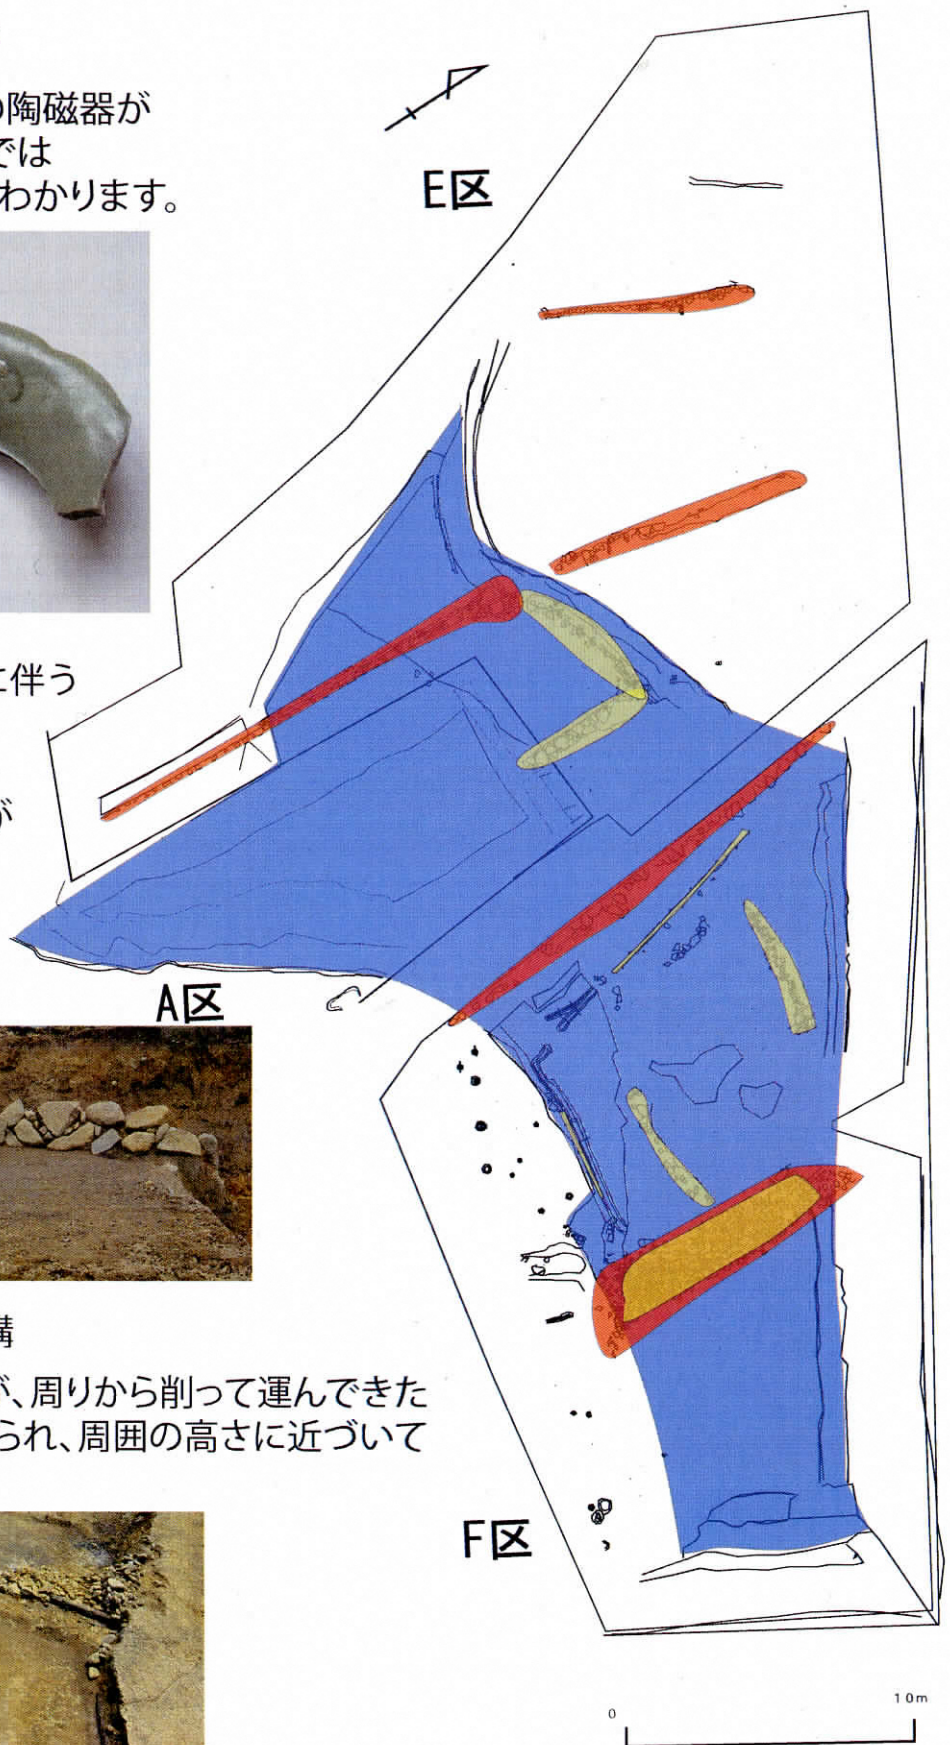 の陶磁器が
では
わかります。
E区
に伴う
が
A区
構
が、周りから削って運んできた
られ、周囲の高さに近づいて
F区
0
10m